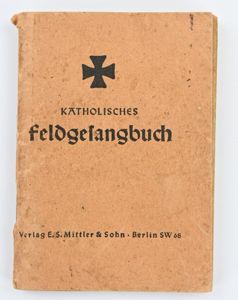 KATHOLISCHES
Feldgesangbuch
Verlag E. S. Mittler & Sohn · Berlin SW 68